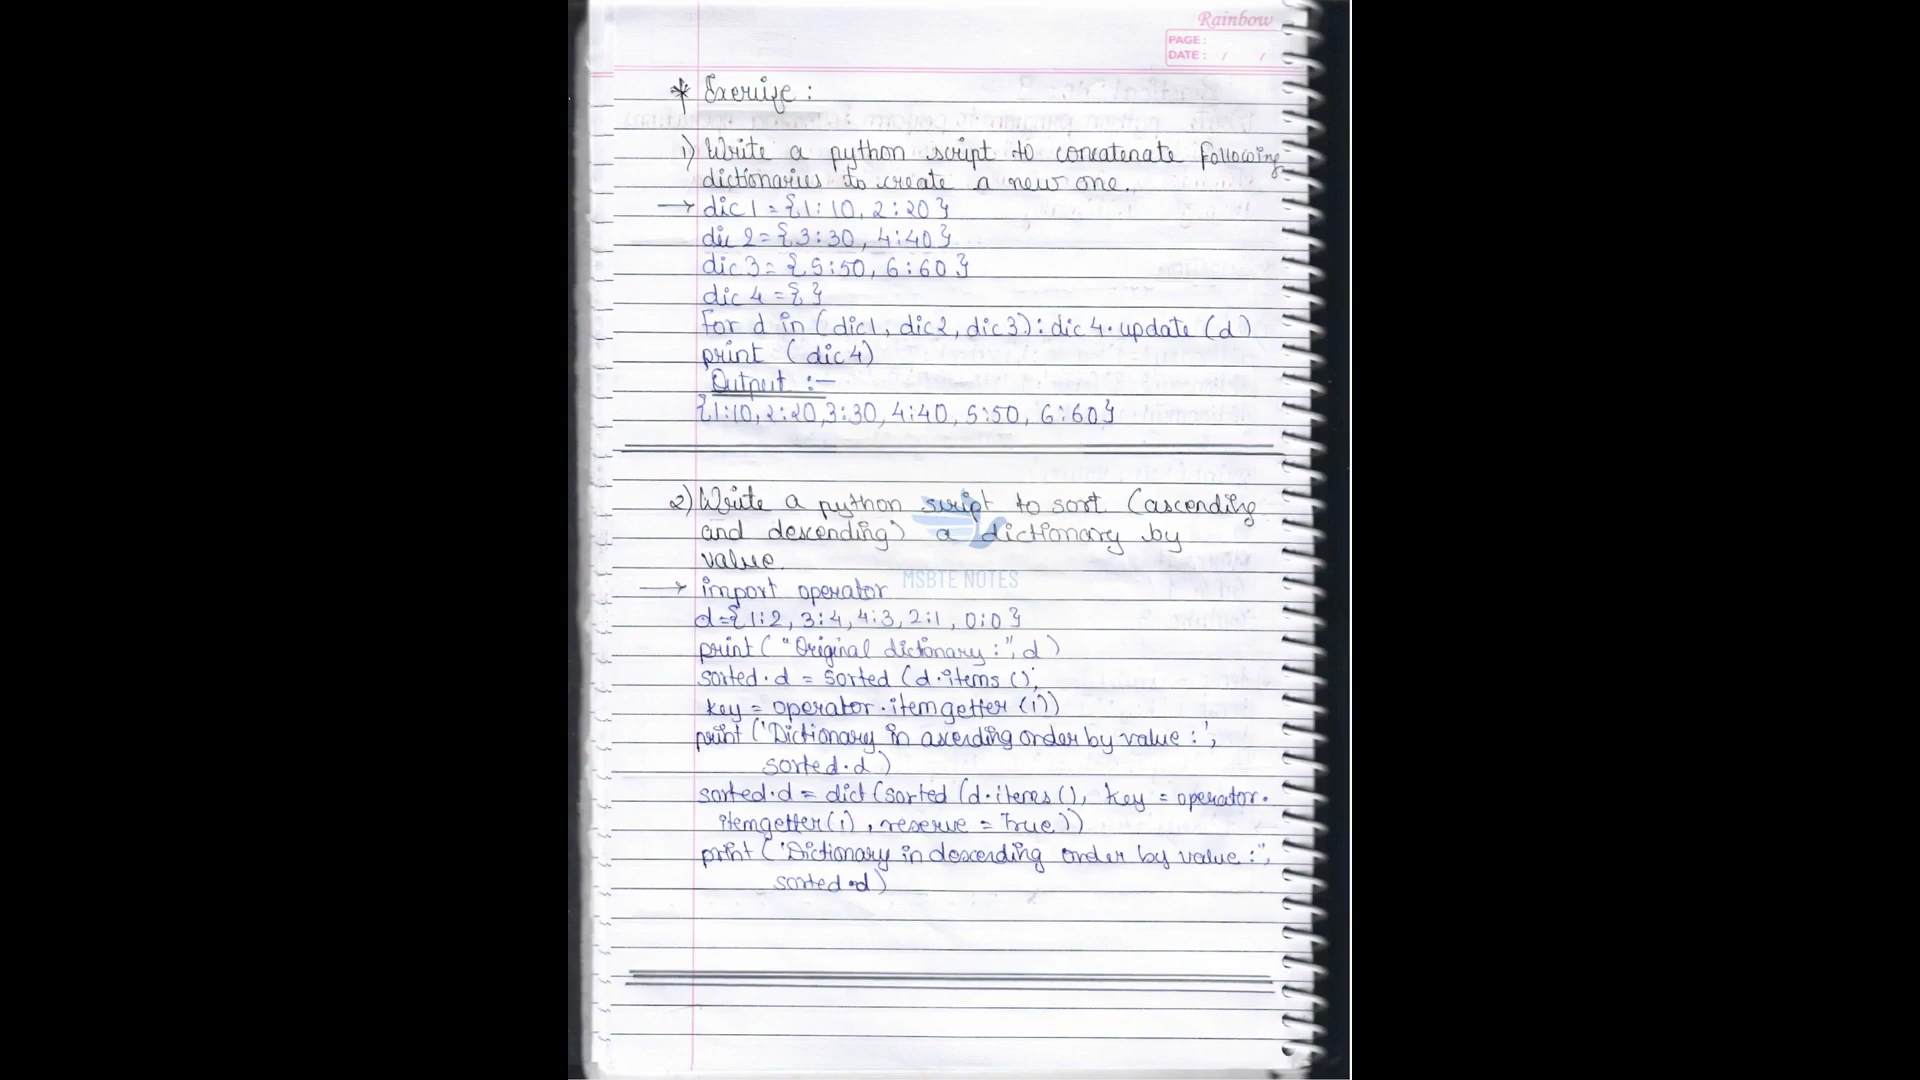 Rainbow
PAGE:
DATE: / /
* Exercise:
1) Write a python script to concatenate following
dictionaries to create a new one.
→ dic1 = {1:10, 2:20}
dic 2 = {3:30, 4:40}
dic 3 = {5:50, 6:60}
dic 4 = { }
for d in (dic1, dic2, dic3): dic4.update (d)
print (dic4)
Output :-
{1:10, 2:20, 3:30, 4:40, 5:50, 6:60}
2) Write a python script to sort (ascending
and descending) a dictionary by
value.
MSBTE NOTES
→ import operator
d={1:2, 3:4, 4:3, 2:1, 0:0}
print ("Original dictonary :", d)
sorted.d = sorted (d.items (),
key = operator.itemgetter (1))
print ('Dictionary in ascending order by value :',
sorted.d)
sorted.d = dict (sorted (d.items (), key = operator.
itemgetter (1), reserve = True))
print ('Dictionary in descending order by value :",
sorted.d)